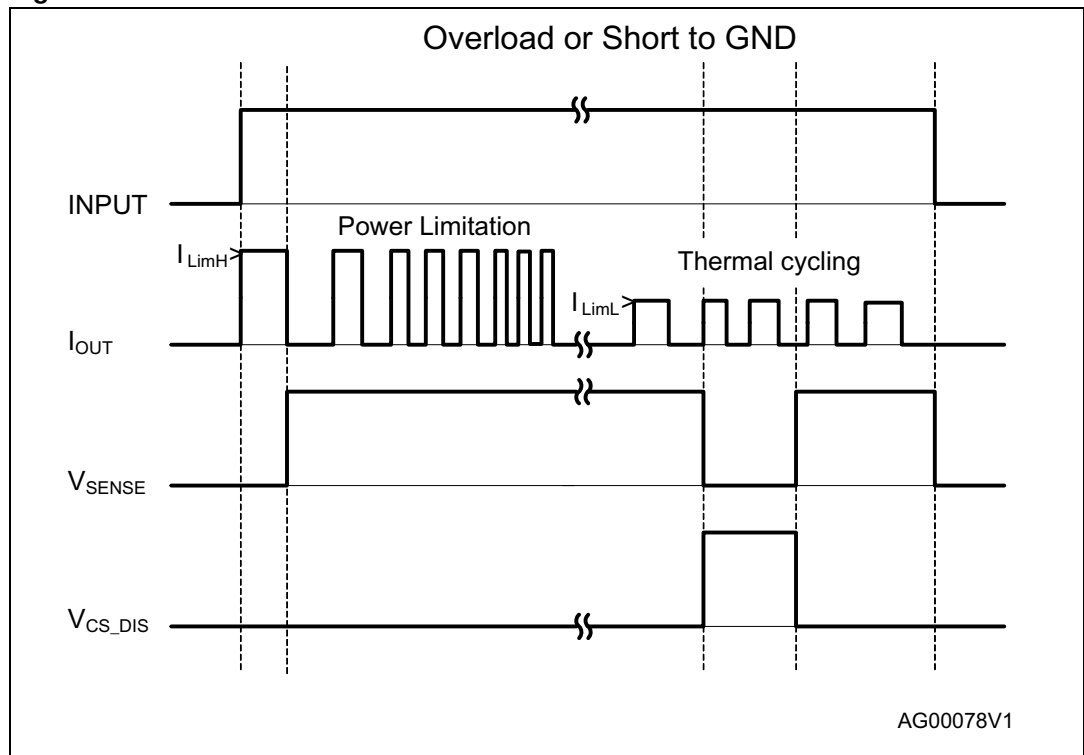 Overload or Short to GND
INPUT
Power Limitation
I LimH
Thermal cycling
I LimL
IOUT
VSENSE
VCS_DIS
AG00078V1